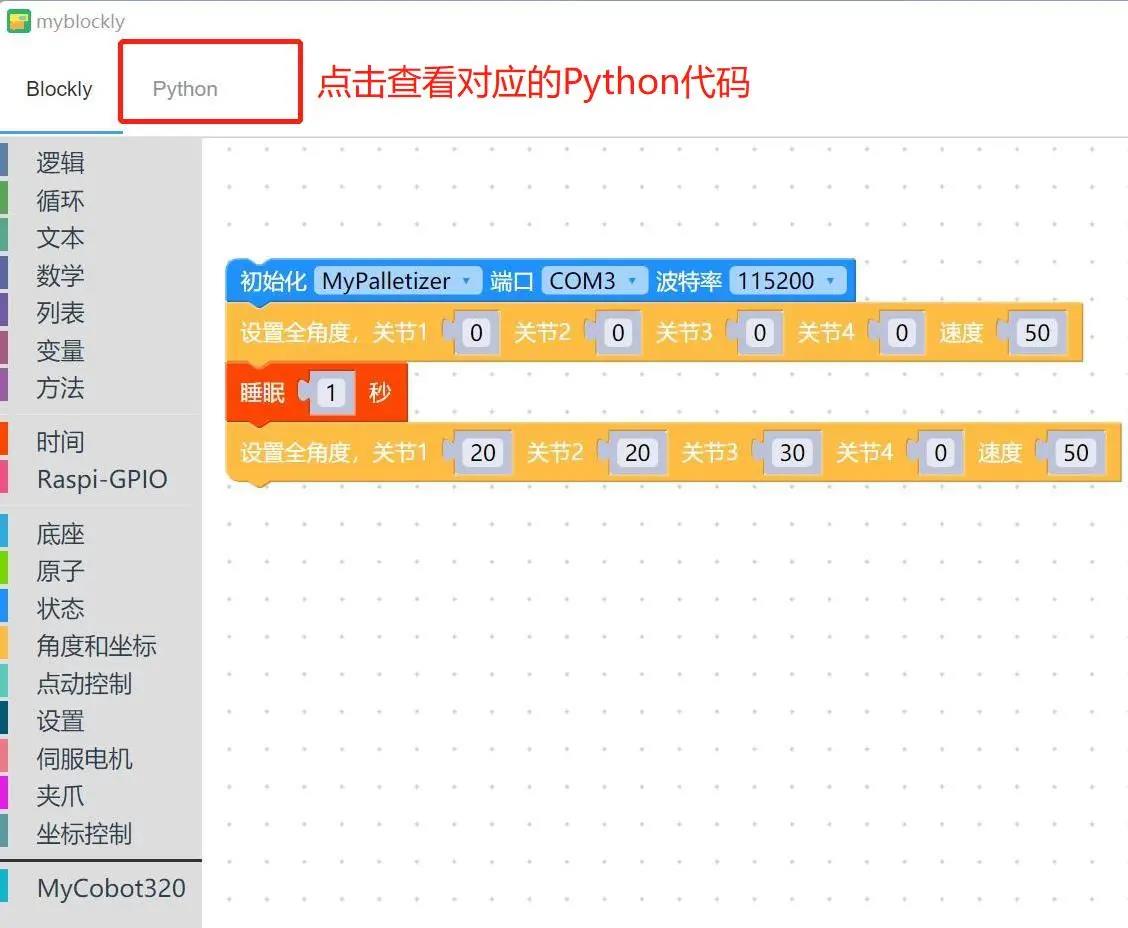 myblockly
Blockly Python 点击查看对应的Python代码
逻辑
循环
文本
数学
列表
变量
方法
时间
Raspi-GPIO
底座
原子
状态
角度和坐标
点动控制
设置
伺服电机
夹爪
坐标控制
MyCobot320
初始化 MyPalletizer 端口 COM3 波特率 115200
设置全角度, 关节1 0 关节2 0 关节3 0 关节4 0 速度 50
睡眠 1 秒
设置全角度, 关节1 20 关节2 20 关节3 30 关节4 0 速度 50